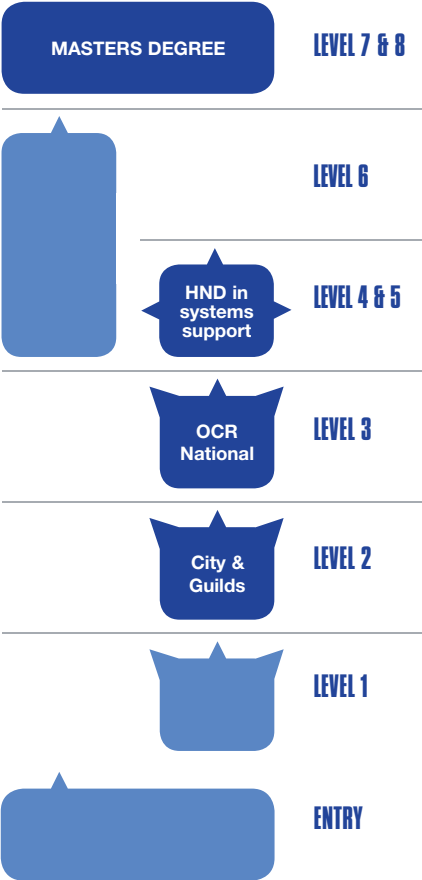 MASTERS DEGREE
LEVEL 7 & 8
LEVEL 6
HND in
systems
support
LEVEL 4 & 5
OCR
National
LEVEL 3
City &
Guilds
LEVEL 2
LEVEL 1
ENTRY